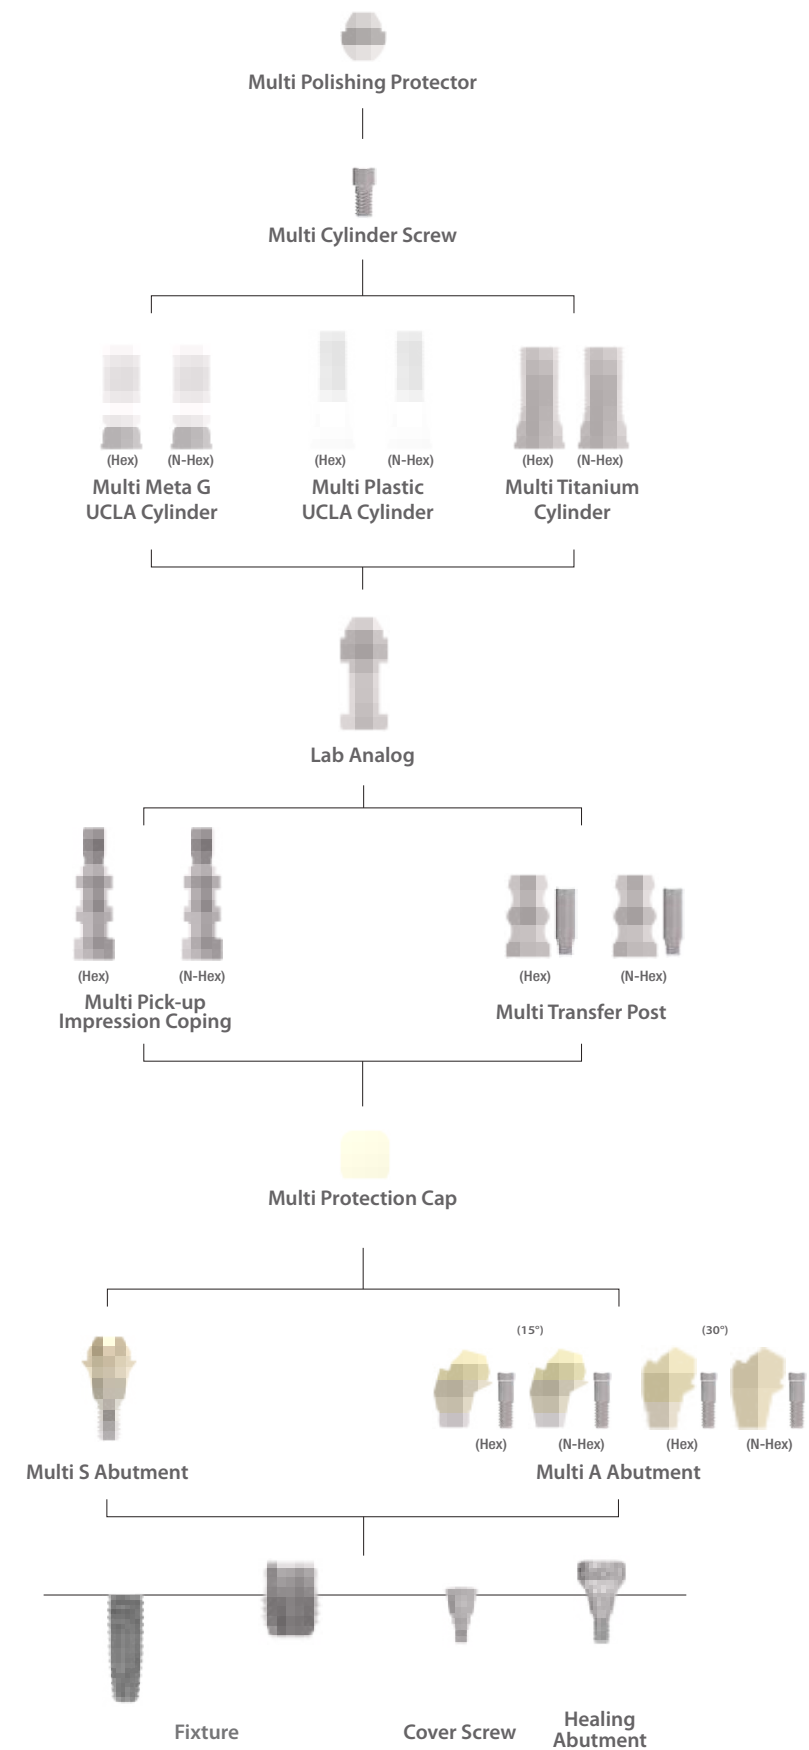 Multi Polishing Protector
Multi Cylinder Screw
(Hex) (N-Hex) (Hex) (N-Hex) (Hex) (N-Hex)
Multi Meta G Multi Plastic Multi Titanium
UCLA Cylinder UCLA Cylinder Cylinder
Lab Analog
(Hex) (N-Hex) (Hex) (N-Hex)
Multi Pick-up
Impression Coping
Multi Transfer Post
Multi Protection Cap
(15°) (30°)
(Hex) (N-Hex) (Hex) (N-Hex)
Multi S Abutment Multi A Abutment
Fixture
Cover Screw
Healing
Abutment